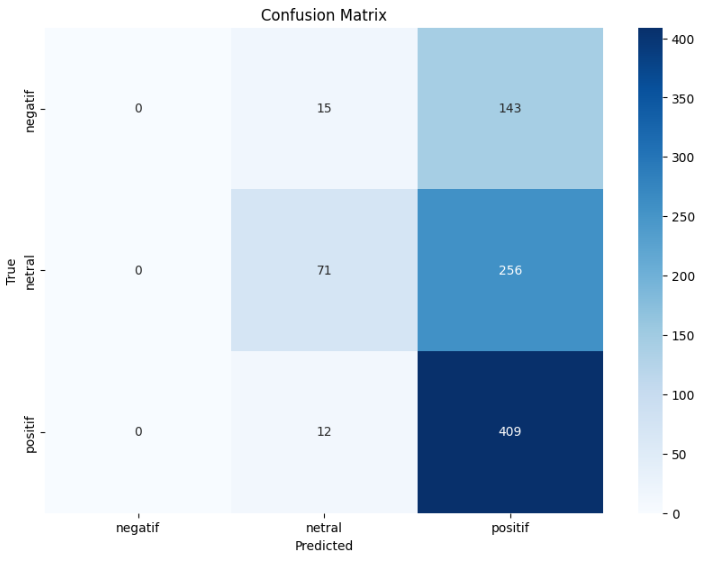 Confusion Matrix
True
negatif
0
15
143
netral
0
71
256
positif
0
12
409
negatif
netral
positif
Predicted
400
350
300
250
200
150
100
50
0